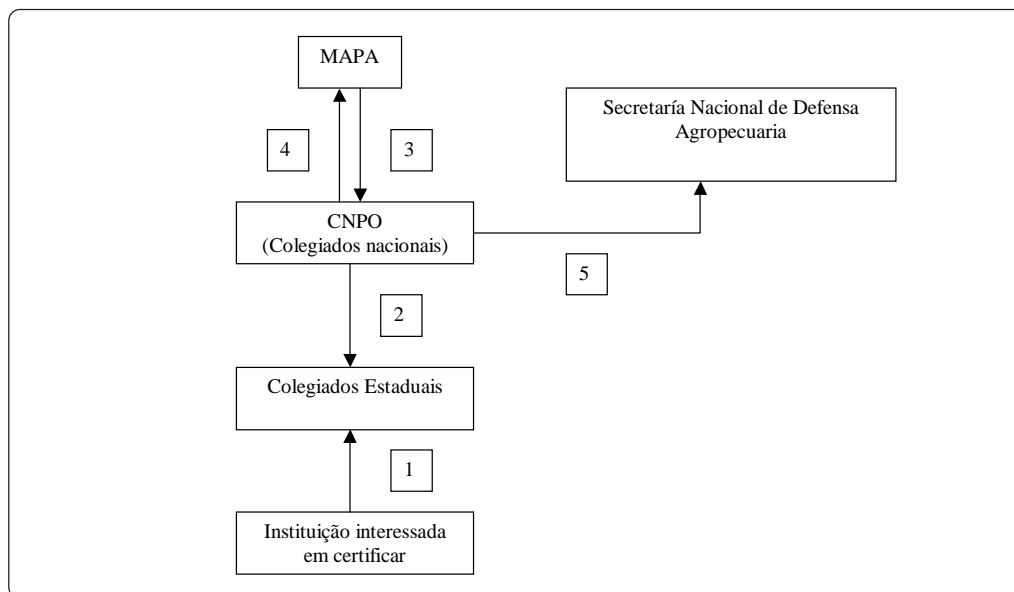 MAPA
Secretaría Nacional de Defensa
Agropecuaria
4
3
CNPO
(Colegiados nacionais)
5
2
Colegiados Estaduais
1
Instituição interessada
em certificar